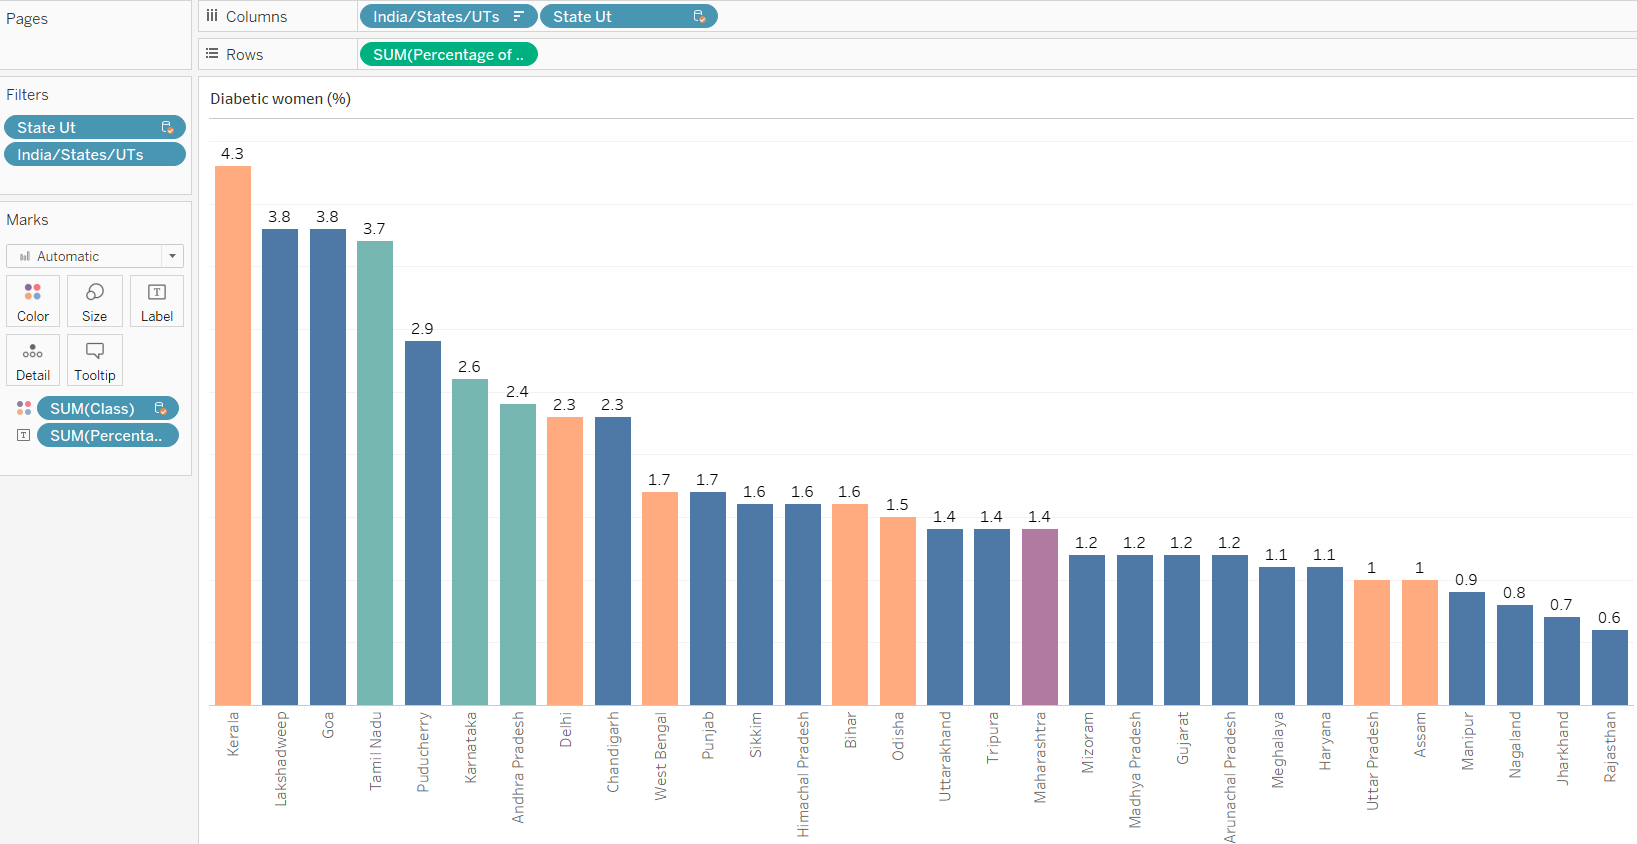 Pages
Columns
India/States/UTs
State Ut
Rows
SUM(Percentage of ..
Filters
State Ut
India/States/UTs
Marks
Automatic
Color
Size
Label
Detail
Tooltip
SUM(Class)
SUM(Percenta..
Diabetic women (%)
4.3
3.8
3.8
3.7
2.9
2.6
2.4
2.3
2.3
1.7
1.7
1.6
1.6
1.6
1.5
1.4
1.4
1.4
1.2
1.2
1.2
1.2
1.1
1.1
1
1
0.9
0.8
0.7
0.6
Kerala
Lakshadweep
Goa
Tamil Nadu
Puducherry
Karnataka
Andhra Pradesh
Delhi
Chandigarh
West Bengal
Punjab
Sikkim
Himachal Pradesh
Bihar
Odisha
Uttarakhand
Tripura
Maharashtra
Mizoram
Madhya Pradesh
Gujarat
Arunachal Pradesh
Meghalaya
Haryana
Uttar Pradesh
Assam
Manipur
Nagaland
Jharkhand
Rajasthan